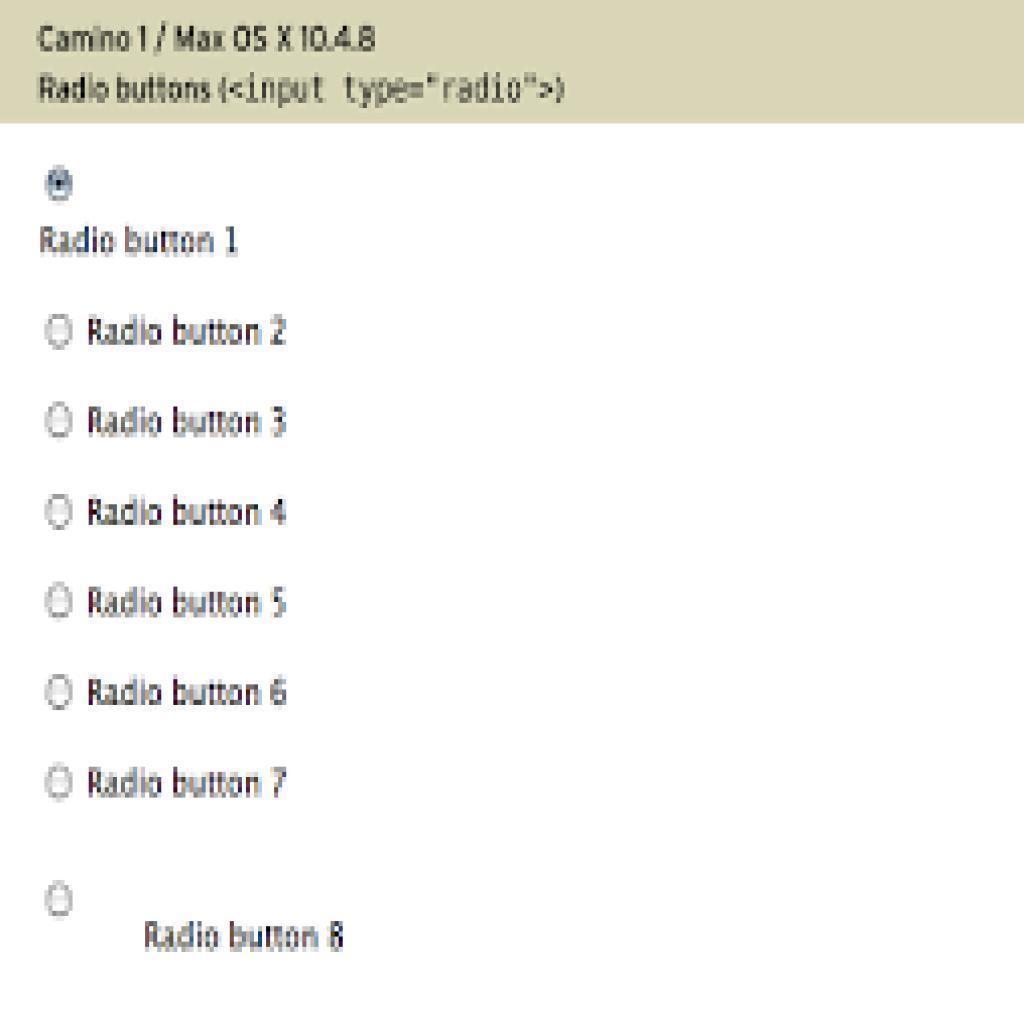 Camino 1 / Max OS X 10.4.8
Radio buttons (<input type="radio">)
Radio button 1
Radio button 2
Radio button 3
Radio button 4
Radio button 5
Radio button 6
Radio button 7
Radio button 8